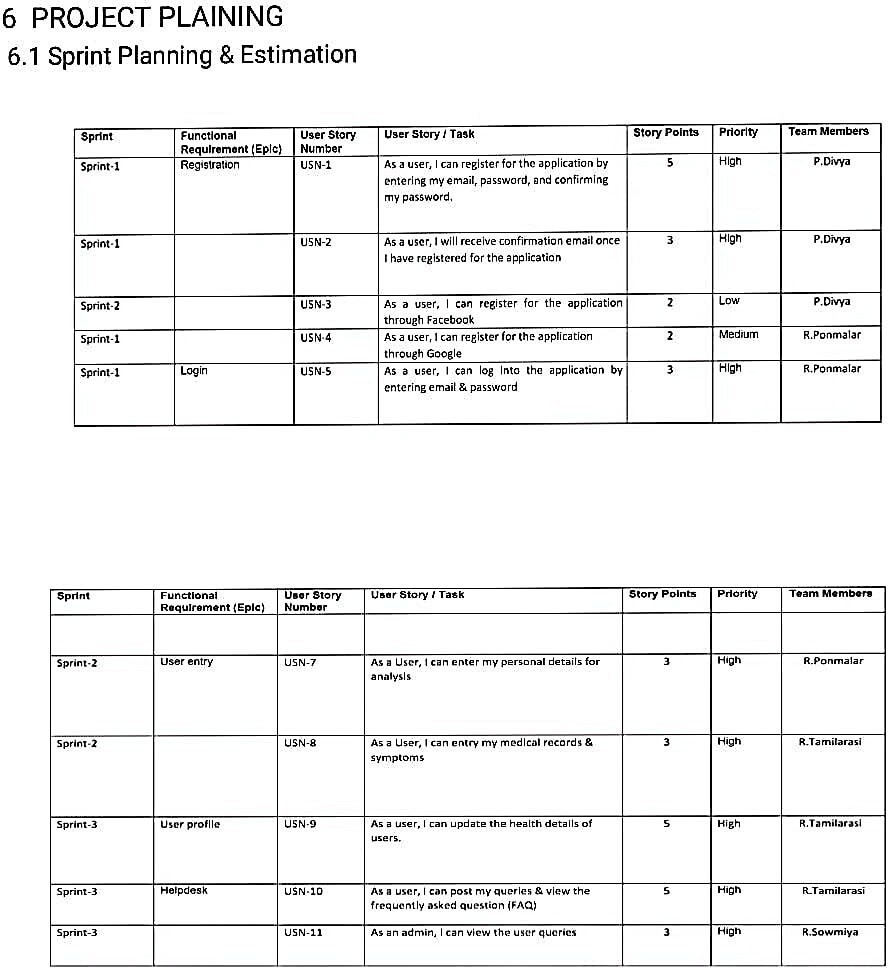 6 PROJECT PLAINING
6.1 Sprint Planning & Estimation
Sprint Functional Requirement (Epic) User Story Number User Story / Task Story Points Priority Team Members
Sprint-1 Registration USN-1 As a user, I can register for the application by 5 High P.Divya
entering my email, password, and confirming
my password.
Sprint-1 USN-2 As a user, I will receive confirmation email once 3 High P.Divya
I have registered for the application
Sprint-2 USN-3 As a user, I can register for the application 2 Low P.Divya
through Facebook
Sprint-1 USN-4 As a user, I can register for the application 2 Medium R.Ponmalar
through Google
Sprint-1 Login USN-5 As a user, I can log into the application by 3 High R.Ponmalar
entering email & password
Sprint Functional Requirement (Epic) User Story Number User Story / Task Story Points Priority Team Members
Sprint-2 User entry USN-7 As a User, I can enter my personal details for 3 High R.Ponmalar
analysis
Sprint-2 USN-8 As a User, I can entry my medical records & 3 High R.Tamilarasi
symptoms
Sprint-3 User profile USN-9 As a user, I can update the health details of 5 High R.Tamilarasi
users.
Sprint-3 Helpdesk USN-10 As a user, I can post my queries & view the 5 High R.Tamilarasi
frequently asked question (FAQ)
Sprint-3 USN-11 As an admin, I can view the user queries 3 High R.Sowmiya